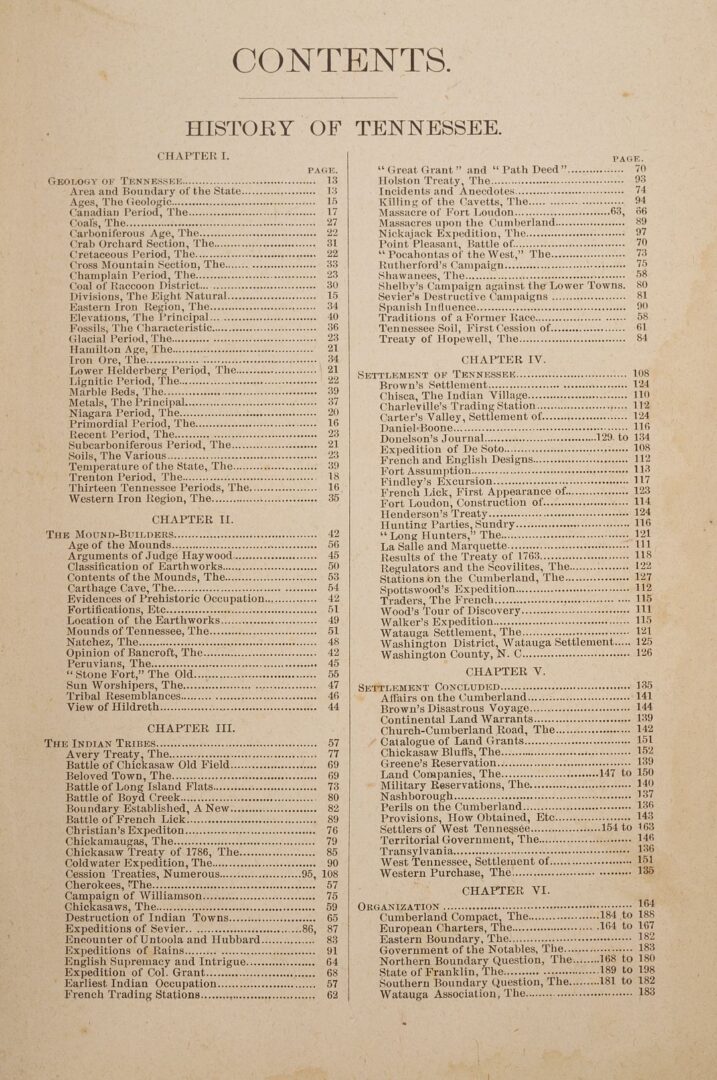 CONTENTS.
HISTORY OF TENNESSEE.
CHAPTER I.
PAGE.
GEOLOGY OF TENNESSEE 13
Area and Boundary of the State 13
Ages, The Geologic 15
Canadian Period, The 17
Coals, The 27
Carboniferous Age, The 22
Crab Orchard Section, The 31
Cretaceous Period, The 22
Cross Mountain Section, The 33
Champlain Period, The 23
Coal of Raccoon District 30
Divisions, The Eight Natural 15
Eastern Iron Region, The 34
Elevations, The Principal 40
Fossils, The Characteristic 36
Glacial Period, The 23
Hamilton Age, The 21
Iron Ore, The 34
Lower Helderberg Period, The 21
Lignitic Period, The 22
Marble Beds, The 39
Metals, The Principal 37
Niagara Period, The 20
Primordial Period, The 16
Recent Period, The 23
Subcarboniferous Period, The 21
Soils, The Various 23
Temperature of the State, The 39
Trenton Period, The 18
Thirteen Tennessee Periods, The 16
Western Iron Region, The 35
CHAPTER II.
THE MOUND-BUILDERS 42
Age of the Mounds 56
Arguments of Judge Haywood 45
Classification of Earthworks 50
Contents of the Mounds, The 53
Carthage Cave, The 54
Evidences of Prehistoric Occupation 42
Fortifications, Etc 51
Location of the Earthworks 49
Mounds of Tennessee, The 51
Natchez, The 48
Opinion of Bancroft, The 42
Peruvians, The 45
"Stone Fort," The Old 55
Sun Worshipers, The 47
Tribal Resemblances 46
View of Hildreth 44
CHAPTER III.
THE INDIAN TRIBES 57
Avery Treaty, The 77
Battle of Chickasaw Old Field 69
Beloved Town, The 69
Battle of Long Island Flats 73
Battle of Boyd Creek 80
Boundary Established, A New 82
Battle of French Lick 89
Christian's Expediton 76
Chickamaugas, The 79
Chickasaw Treaty of 1786, The 85
Coldwater Expedition, The 90
Cession Treaties, Numerous 95, 108
Cherokees, The 57
Campaign of Williamson 75
Chickasaws, The 59
Destruction of Indian Towns 65
Expeditions of Sevier 86, 87
Encounter of Untoola and Hubbard 83
Expeditions of Rains 91
English Supremacy and Intrigue 64
Expedition of Col. Grant 68
Earliest Indian Occupation 57
French Trading Stations 62
PAGE.
"Great Grant" and "Path Deed" 70
Holston Treaty, The 93
Incidents and Anecdotes 74
Killing of the Cavetts, The 94
Massacre of Fort Loudon 63, 66
Massacres upon the Cumberland 89
Nickajack Expedition, The 97
Point Pleasant, Battle of 70
"Pocahontas of the West," The 73
Rutherford's Campaign 75
Shawanees, The 58
Shelby's Campaign against the Lower Towns. 80
Sevier's Destructive Campaigns 81
Spanish Influence 90
Traditions of a Former Race 58
Tennessee Soil, First Cession of 61
Treaty of Hopewell, The 84
CHAPTER IV.
SETTLEMENT OF TENNESSEE 108
Brown's Settlement 124
Chisca, The Indian Village 110
Charleville's Trading Station 112
Carter's Valley, Settlement of 124
Daniel Boone 116
Donelson's Journal 129 to 134
Expedition of De Soto 108
French and English Designs 112
Fort Assumption 113
Findley's Excursion 117
French Lick, First Appearance of 123
Fort Loudon, Construction of 114
Henderson's Treaty 124
Hunting Parties, Sundry 116
"Long Hunters," The 121
La Salle and Marquette 111
Results of the Treaty of 1763 118
Regulators and the Scovilites, The 122
Stations on the Cumberland, The 127
Spottswood's Expedition 112
Traders, The French 115
Wood's Tour of Discovery 111
Walker's Expedition 115
Watauga Settlement, The 121
Washington District, Watauga Settlement 125
Washington County, N. C 126
CHAPTER V.
SETTLEMENT CONCLUDED 135
Affairs on the Cumberland 141
Brown's Disastrous Voyage 144
Continental Land Warrants 139
Church-Cumberland Road, The 142
Catalogue of Land Grants 151
Chickasaw Bluffs, The 152
Greene's Reservation 139
Land Companies, The 147 to 150
Military Reservations, The 140
Nashborough 137
Perils on the Cumberland 136
Provisions, How Obtained, Etc 143
Settlers of West Tennessee 154 to 163
Territorial Government, The 146
Transylvania 136
West Tennessee, Settlement of 151
Western Purchase, The 135
CHAPTER VI.
ORGANIZATION 164
Cumberland Compact, The 184 to 188
European Charters, The 164 to 167
Eastern Boundary, The 182
Government of the Notables, The 183
Northern Boundary Question, The 168 to 180
State of Franklin, The 189 to 198
Southern Boundary Question, The 181 to 182
Watauga Association, The 183